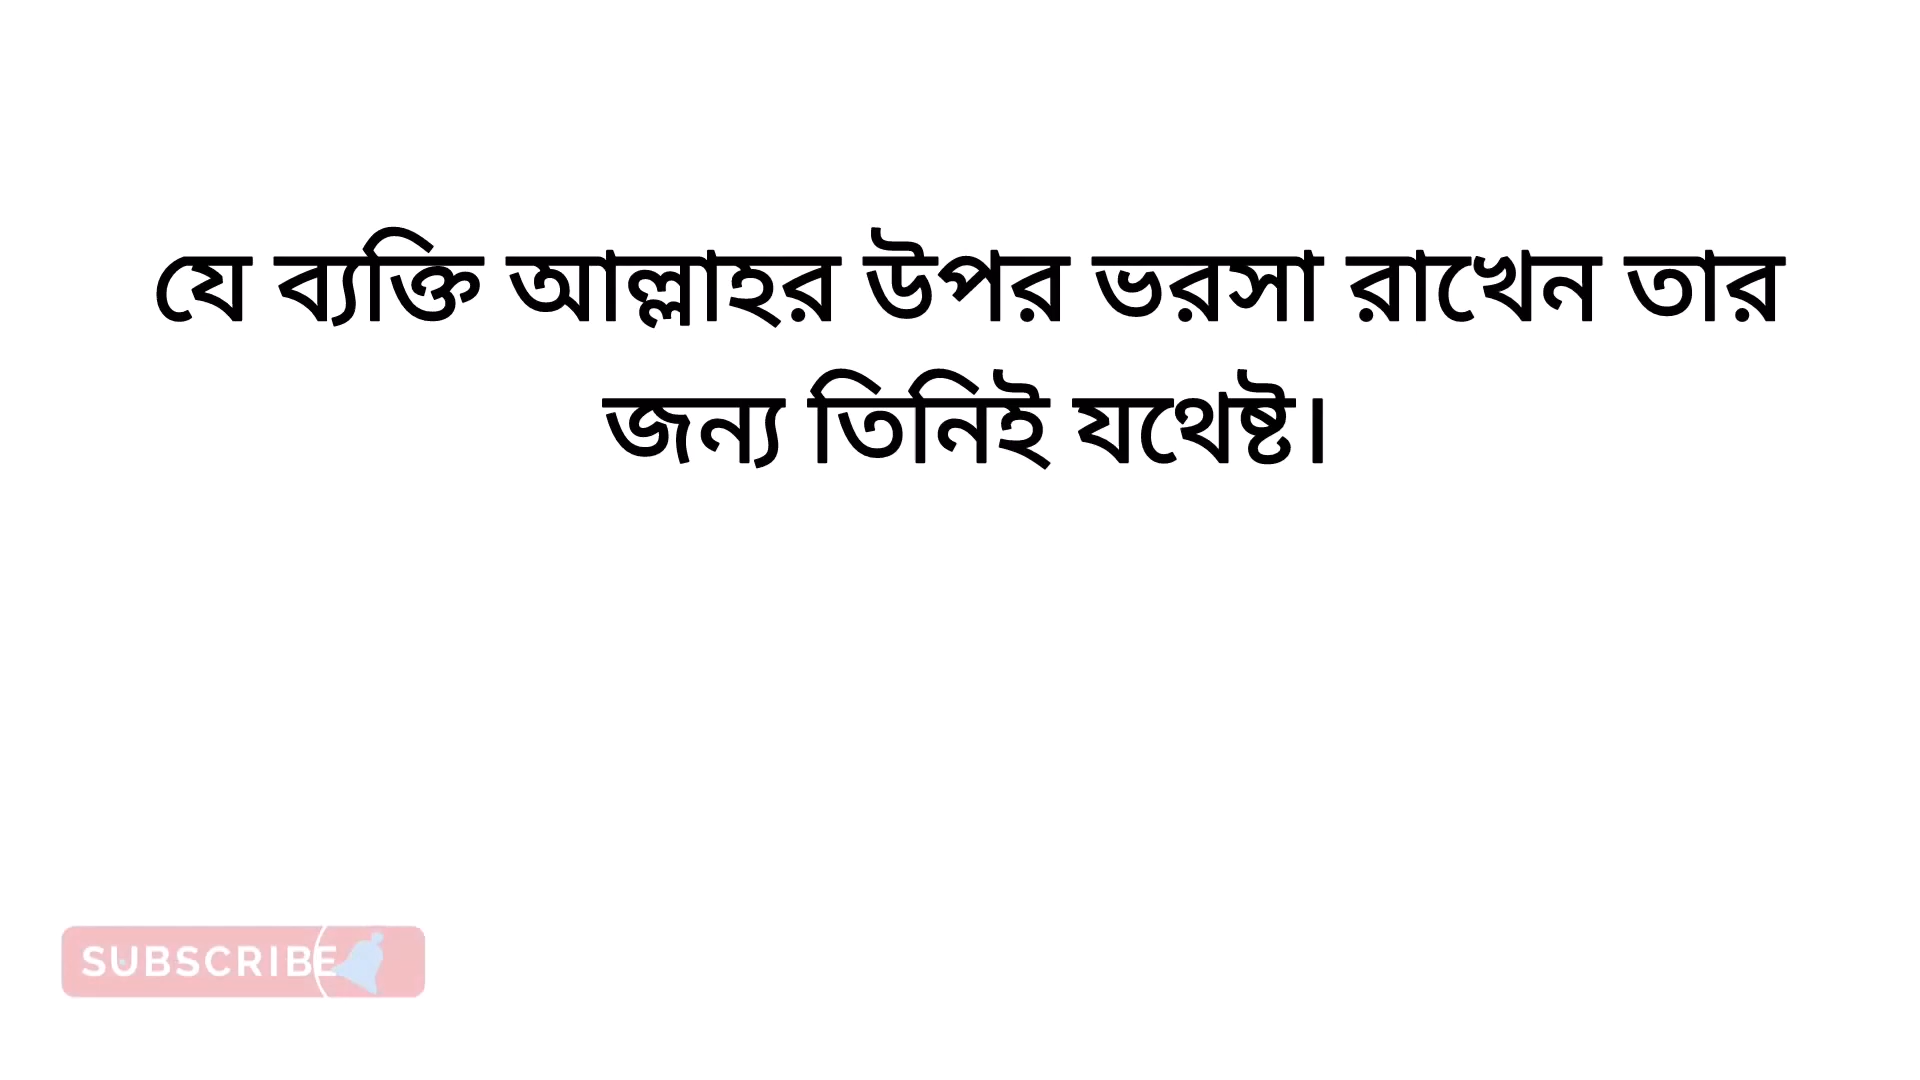 যে ব্যক্তি আল্লাহর উপর ভরসা রাখেন তার
জন্য তিনিই যথেষ্ট।
SUBSCRIBE